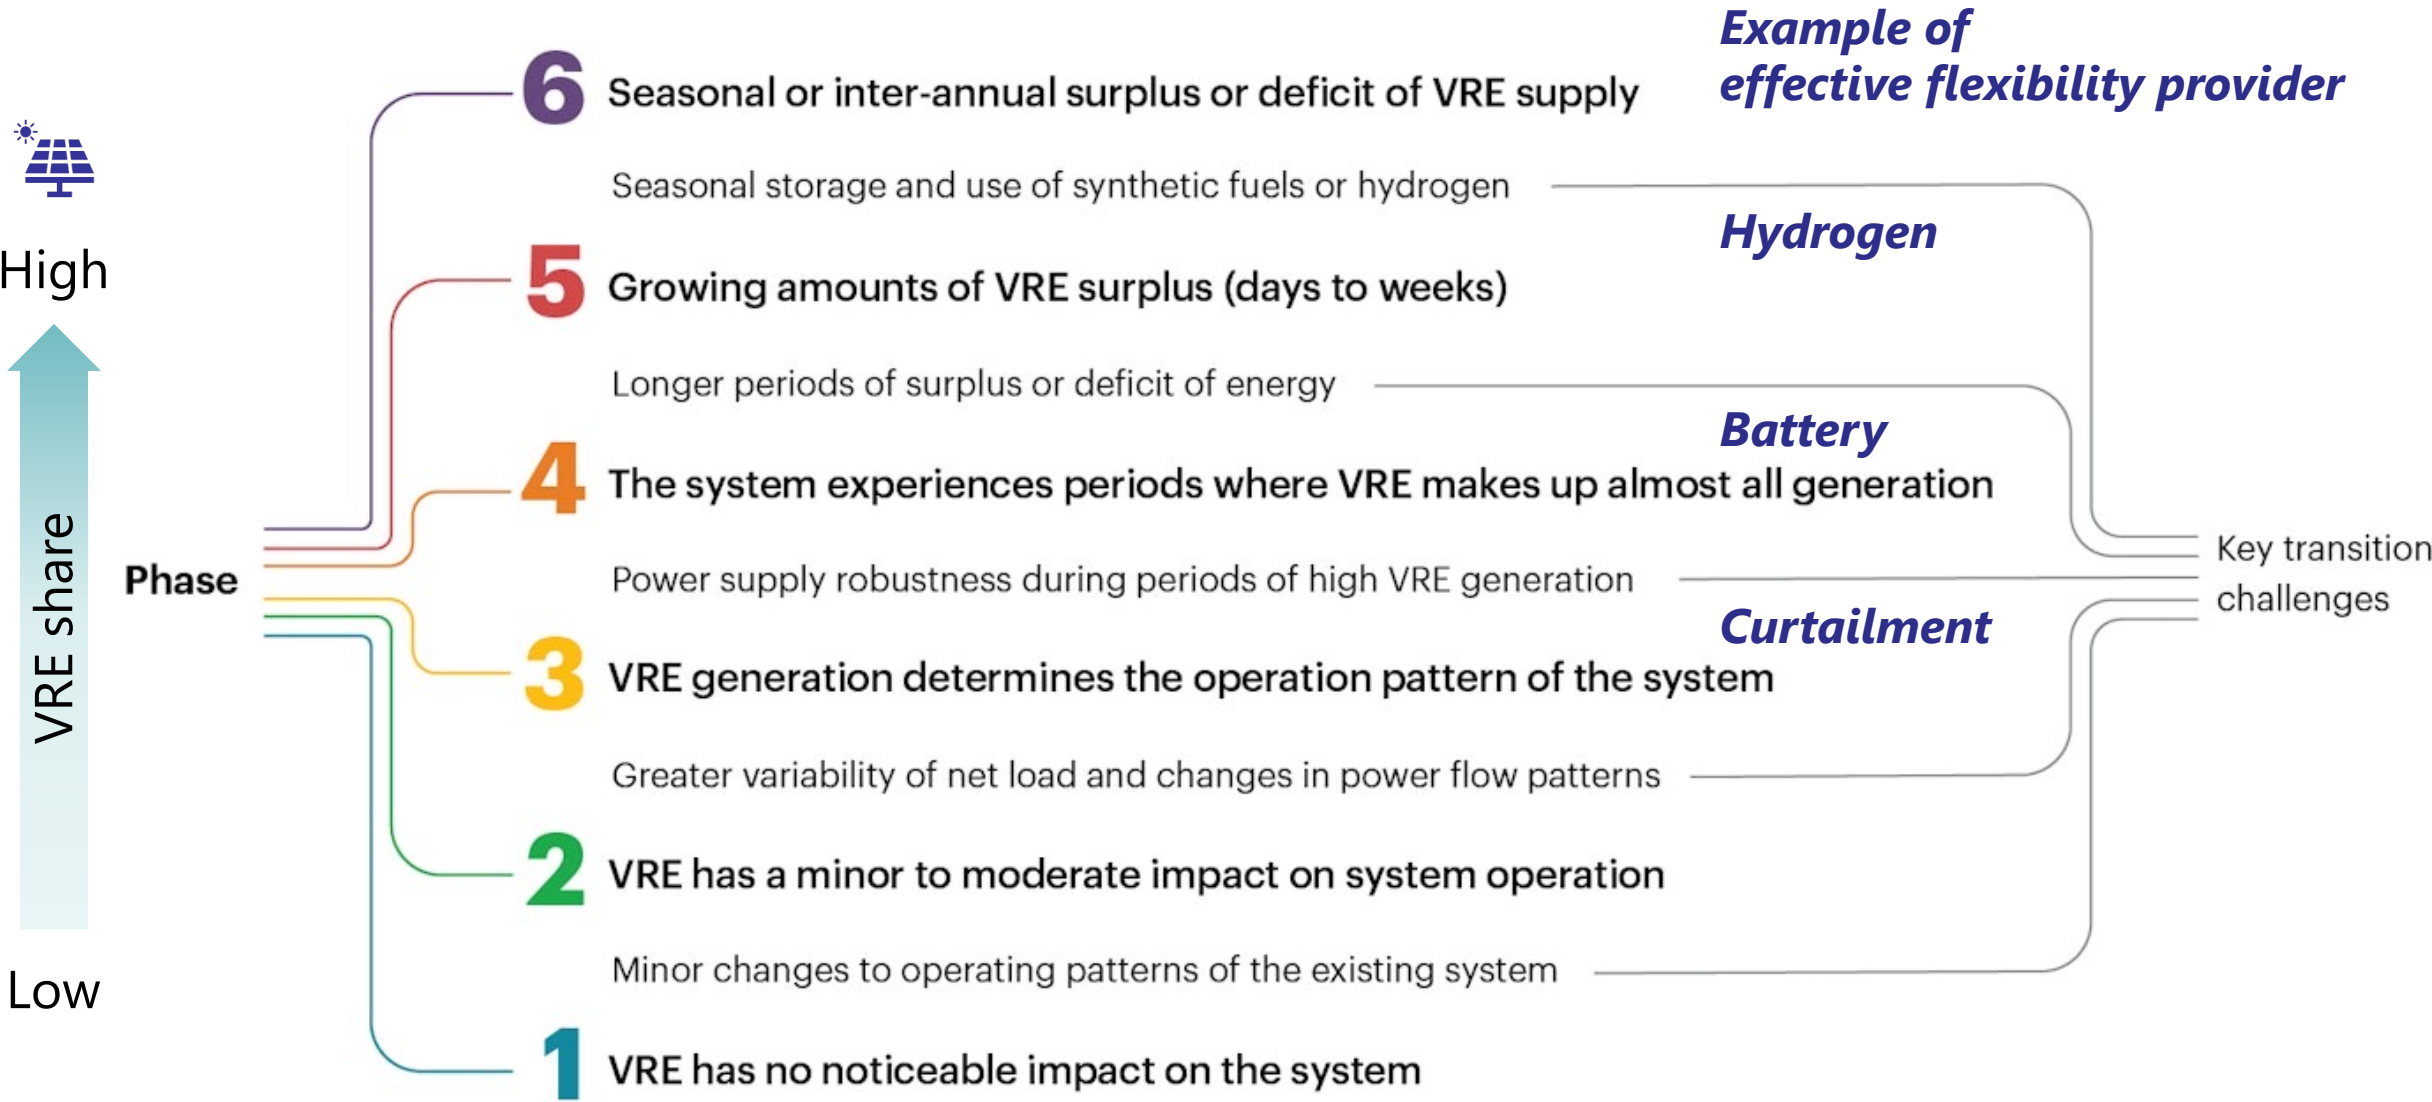 Example of
effective flexibility provider
6 Seasonal or inter-annual surplus or deficit of VRE supply
Seasonal storage and use of synthetic fuels or hydrogen
Hydrogen
High
5 Growing amounts of VRE surplus (days to weeks)
Longer periods of surplus or deficit of energy
Battery
4 The system experiences periods where VRE makes up almost all generation
VRE share
Phase
Power supply robustness during periods of high VRE generation
Key transition
challenges
Curtailment
3 VRE generation determines the operation pattern of the system
Greater variability of net load and changes in power flow patterns
2 VRE has a minor to moderate impact on system operation
Minor changes to operating patterns of the existing system
Low
1 VRE has no noticeable impact on the system